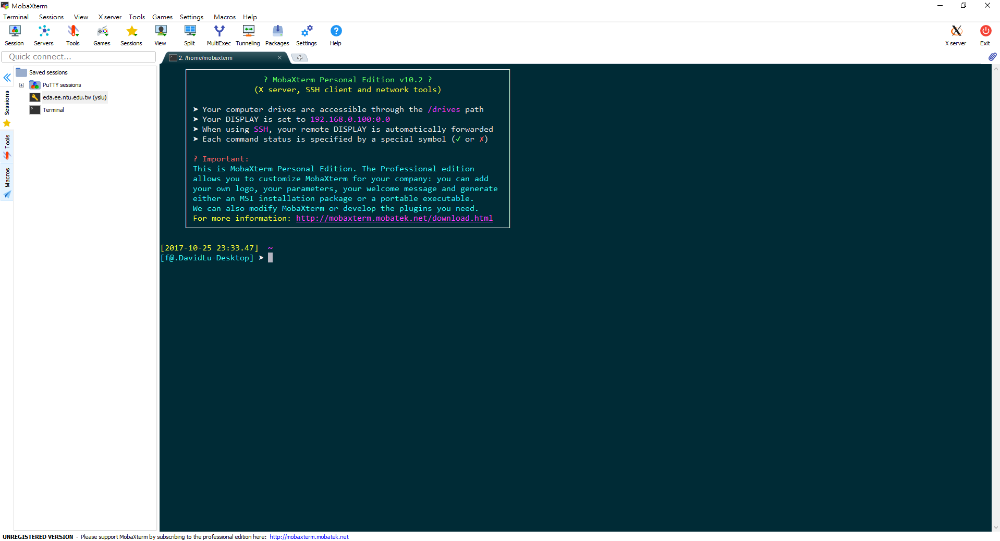 MobaXterm
Terminal Sessions View X server Tools Games Settings Macros Help
Session Servers Tools Games Sessions View Split MultiExec Tunneling Packages Settings Help X server Exit
Quick connect...
2. /home/mobaxterm
Saved sessions
PuTTY sessions
eda.ee.ntu.edu.tw (yslu)
Terminal
Sessions
Tools
Macros
? MobaXterm Personal Edition v10.2 ?
(X server, SSH client and network tools)
➤ Your computer drives are accessible through the /drives path
➤ Your DISPLAY is set to 192.168.0.100:0.0
➤ When using SSH, your remote DISPLAY is automatically forwarded
➤ Each command status is specified by a special symbol (✓ or ✗)
? Important:
This is MobaXterm Personal Edition. The Professional edition
allows you to customize MobaXterm for your company: you can add
your own logo, your parameters, your welcome message and generate
either an MSI installation package or a portable executable.
We can also modify MobaXterm or develop the plugins you need.
For more information: http://mobaxterm.mobatek.net/download.html
[2017-10-25 23:33.47] ~
[f@.DavidLu-Desktop] ➤
UNREGISTERED VERSION - Please support MobaXterm by subscribing to the professional edition here: http://mobaxterm.mobatek.net